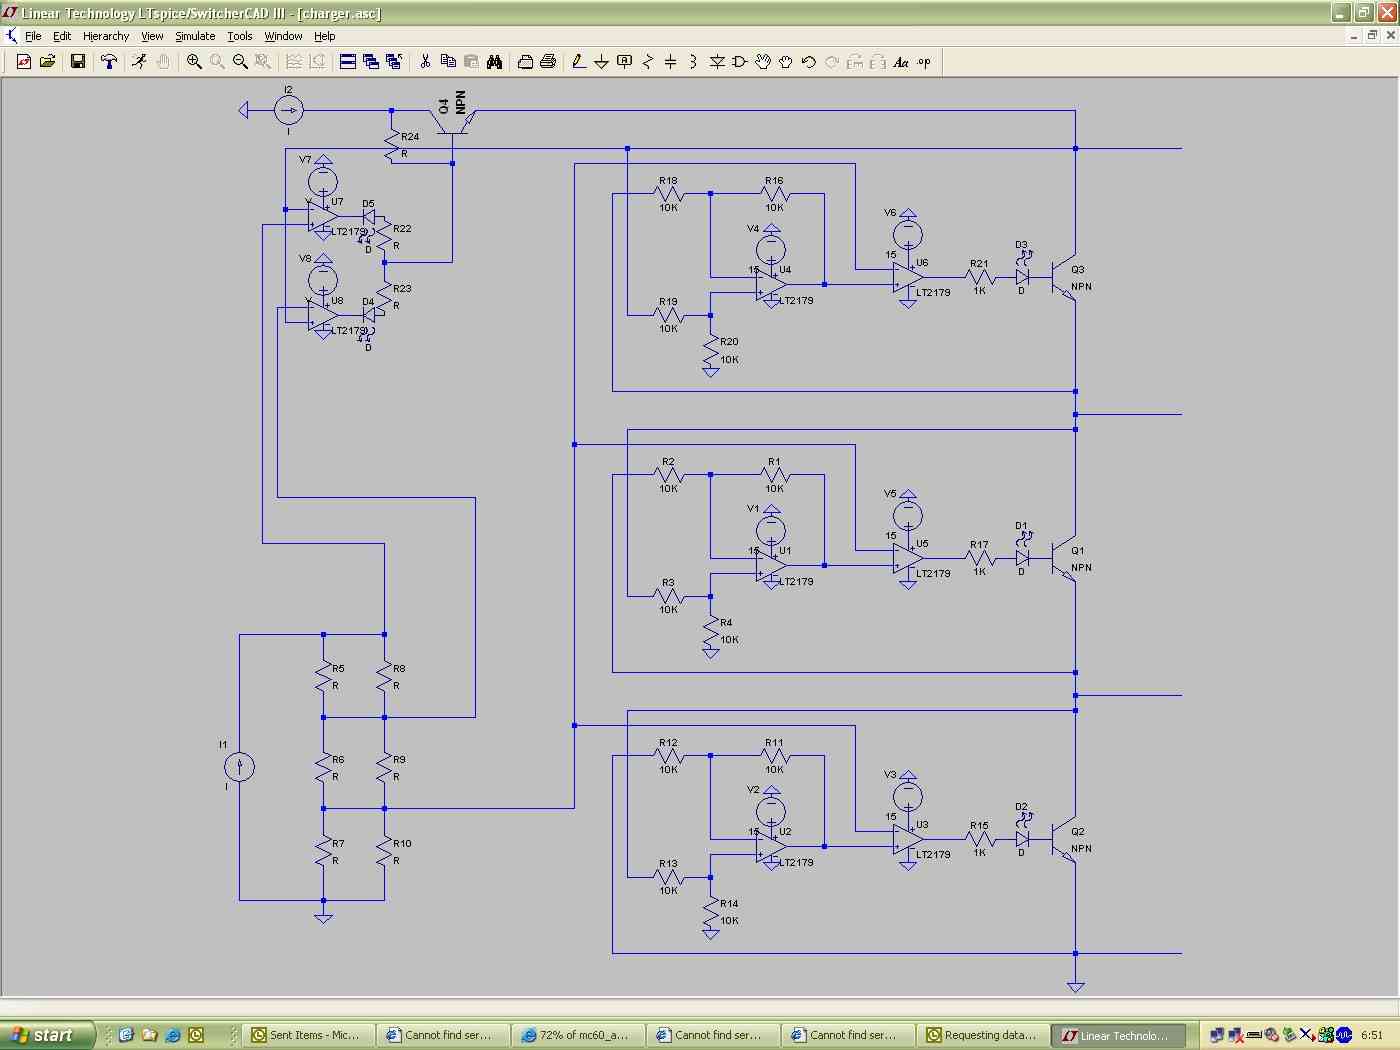 Linear Technology LTspice/SwitcherCAD III - [charger.asc]
File Edit Hierarchy View Simulate Tools Window Help
Aa .op
I2
I
Q4
NPN
R24
R
V7
V
U7
LT2179
D5
D
R22
R
V8
V
U8
LT2179
D4
D
R23
R
R18
10K
R16
10K
V4
15
U4
LT2179
R19
10K
R20
10K
V6
15
U6
LT2179
R21
1K
D3
D
Q3
NPN
R2
10K
R1
10K
V1
15
U1
LT2179
R3
10K
R4
10K
V5
15
U5
LT2179
R17
1K
D1
D
Q1
NPN
R5
R
R8
R
I1
I
R6
R
R9
R
R7
R
R10
R
R12
10K
R11
10K
V2
15
U2
LT2179
R13
10K
R14
10K
V3
15
U3
LT2179
R15
1K
D2
D
Q2
NPN
start
Sent Items - Mic...
Cannot find ser...
72% of mc60_a...
Cannot find ser...
Cannot find ser...
Requesting data...
Linear Technolo...
6:51